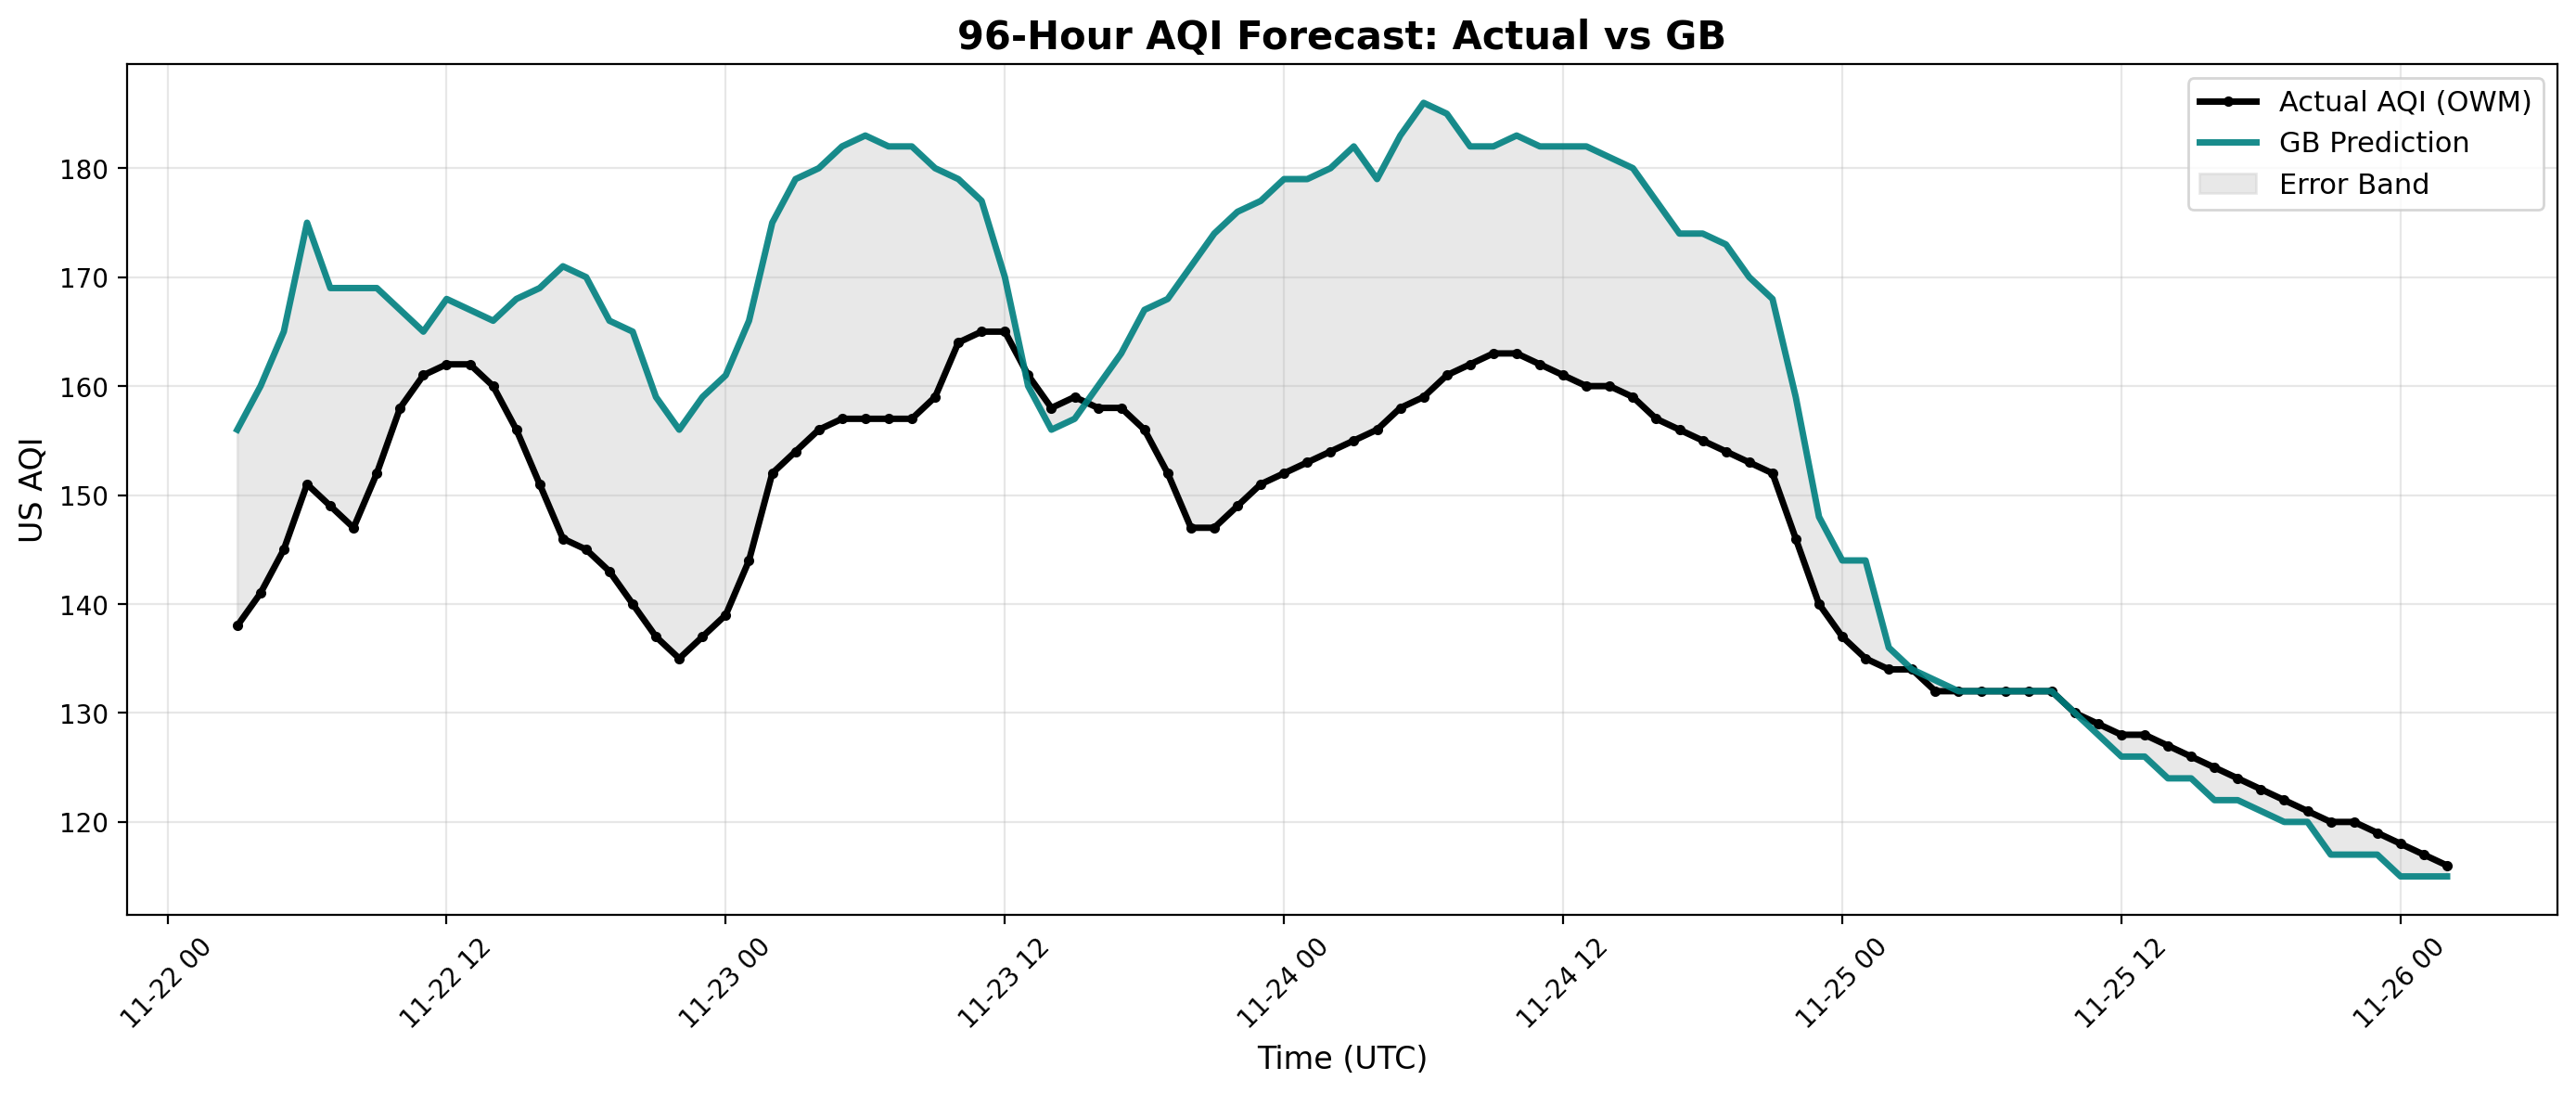 96-Hour AQI Forecast: Actual vs GB
Actual AQI (OWM)
GB Prediction
Error Band
US AQI
180
170
160
150
140
130
120
11-22 00
11-22 12
11-23 00
11-23 12
11-24 00
11-24 12
11-25 00
11-25 12
11-26 00
Time (UTC)